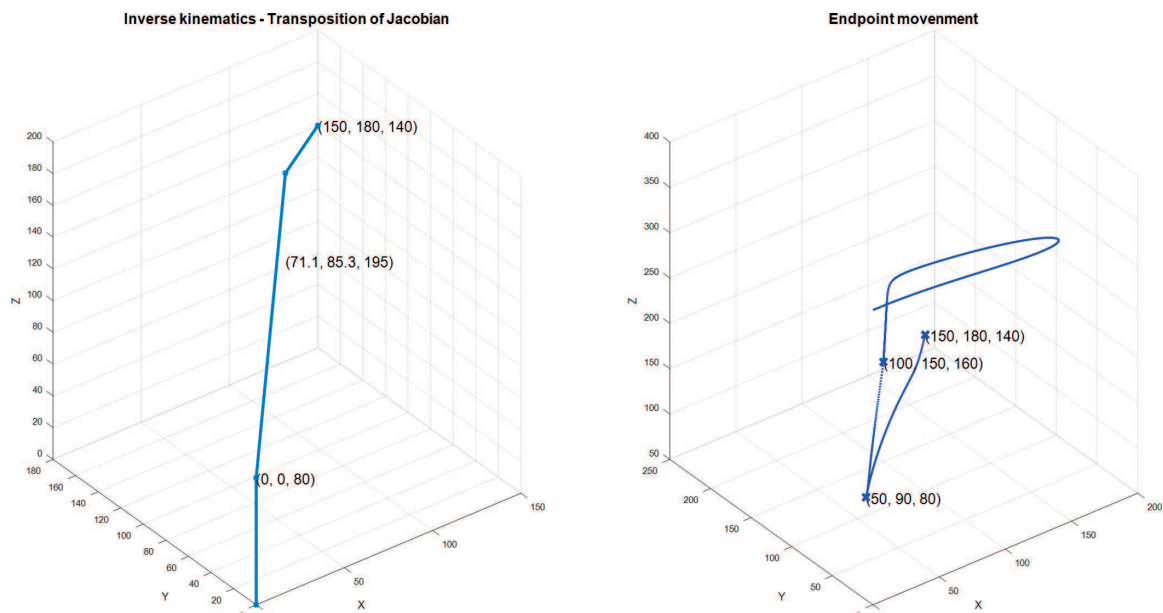 Inverse kinematics - Transposition of Jacobian
200
180
160
140
120
100
80
60
40
20
0
Z
180
160
140
120
100
80
60
40
20
Y
50
100
150
X
(150, 180, 140)
(71.1, 85.3, 195)
(0, 0, 80)
Endpoint movenment
400
350
300
250
200
150
100
50
Z
250
200
150
100
50
Y
50
100
150
200
X
(150, 180, 140)
(100, 150, 160)
(50, 90, 80)